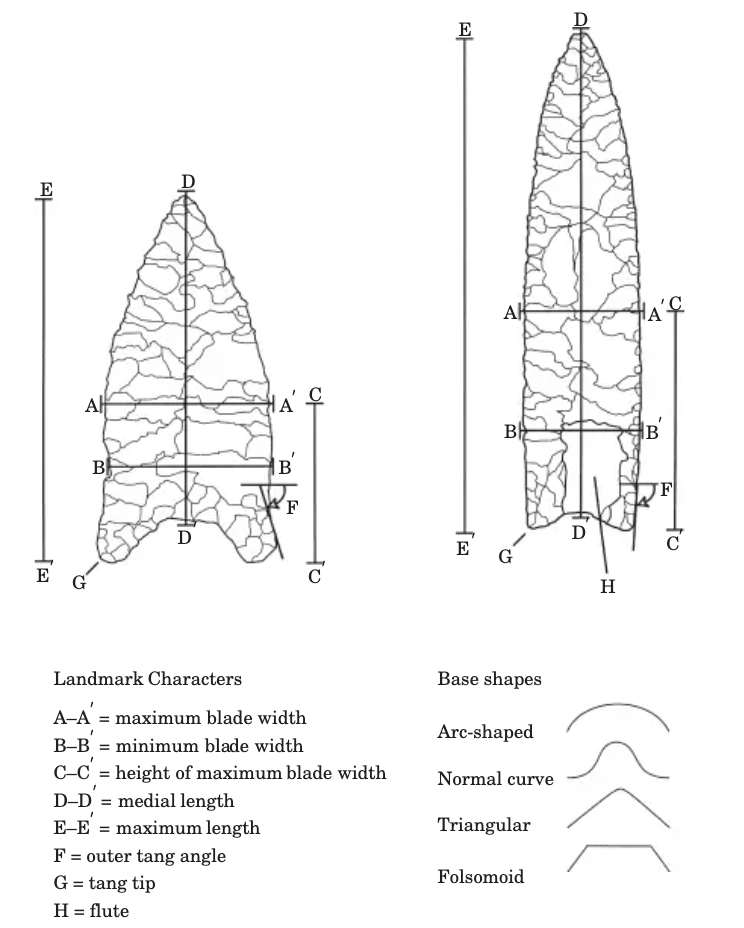 D
E
D
E
A
A′
C
A
A′
C
B
B′
B
B′
F
F
D
D′
E′
G
C′
E′
G
C′
H
Landmark Characters
A–A′ = maximum blade width
B–B′ = minimum blade width
C–C′ = height of maximum blade width
D–D′ = medial length
E–E′ = maximum length
F = outer tang angle
G = tang tip
H = flute
Base shapes
Arc-shaped
Normal curve
Triangular
Folsomoid